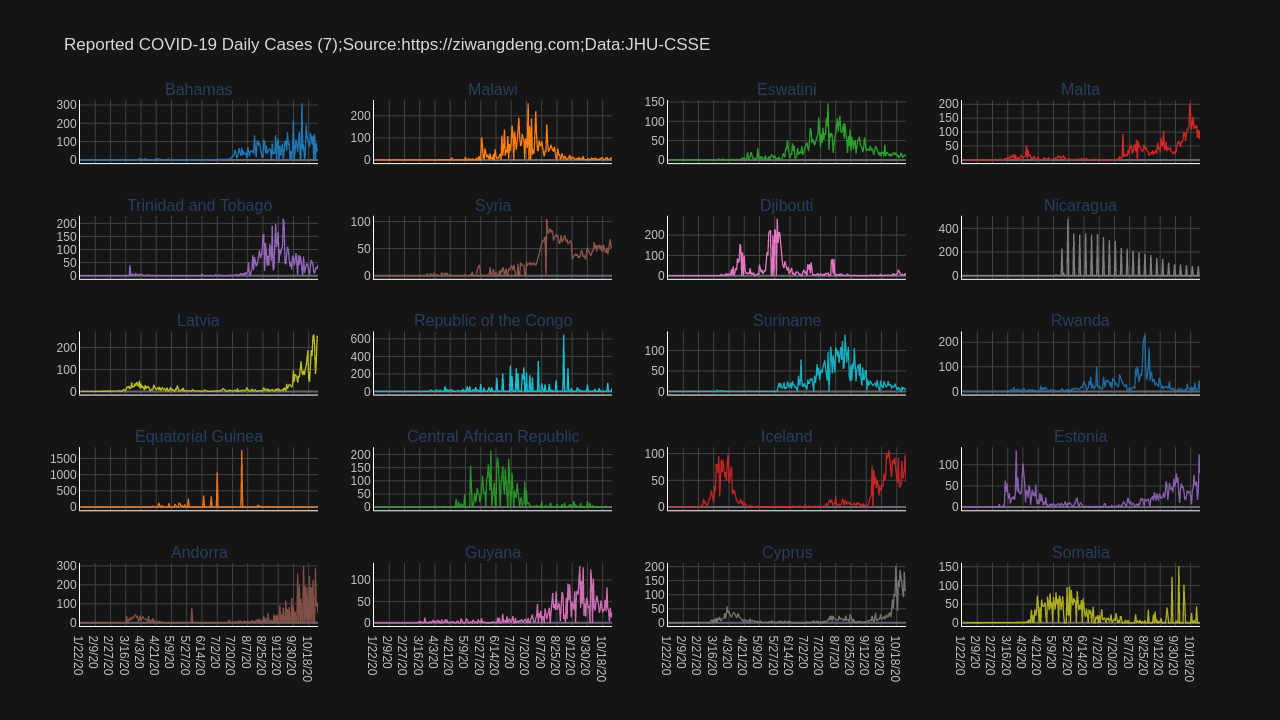 Reported COVID-19 Daily Cases (7);Source:https://ziwangdeng.com;Data:JHU-CSSE
Bahamas
300
200
100
0
Malawi
200
100
0
Eswatini
150
100
50
0
Malta
200
150
100
50
0
Trinidad and Tobago
200
150
100
50
0
Syria
100
50
0
Djibouti
200
100
0
Nicaragua
400
200
0
Latvia
200
100
0
Republic of the Congo
600
400
200
0
Suriname
100
50
0
Rwanda
200
100
0
Equatorial Guinea
1500
1000
500
0
Central African Republic
200
150
100
50
0
Iceland
100
50
0
Estonia
100
50
0
Andorra
300
200
100
0
Guyana
100
50
0
Cyprus
200
150
100
50
0
Somalia
150
100
50
0
1/22/20 2/9/20 3/16/20 4/3/20 4/21/20 5/9/20 5/27/20 6/14/20 7/2/20 7/20/20 8/7/20 8/25/20 9/12/20 9/30/20 10/18/20
1/22/20 2/9/20 3/16/20 4/3/20 4/21/20 5/9/20 5/27/20 6/14/20 7/2/20 7/20/20 8/7/20 8/25/20 9/12/20 9/30/20 10/18/20
1/22/20 2/9/20 3/16/20 4/3/20 4/21/20 5/9/20 5/27/20 6/14/20 7/2/20 7/20/20 8/7/20 8/25/20 9/12/20 9/30/20 10/18/20
1/22/20 2/9/20 3/16/20 4/3/20 4/21/20 5/9/20 5/27/20 6/14/20 7/2/20 7/20/20 8/7/20 8/25/20 9/12/20 9/30/20 10/18/20